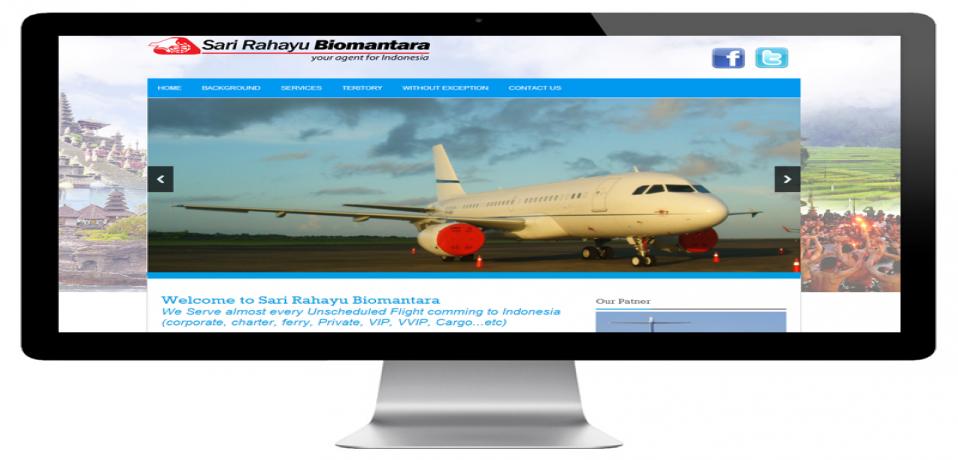 Sari Rahayu Biomantara
your agent for Indonesia
f
t
HOME BACKGROUND SERVICES TERITORY WITHOUT EXCEPTION CONTACT US
Welcome to Sari Rahayu Biomantara
We Serve almost every Unscheduled Flight comming to Indonesia
(corporate, charter, ferry, Private, VIP, VVIP, Cargo...etc)
Our Patner